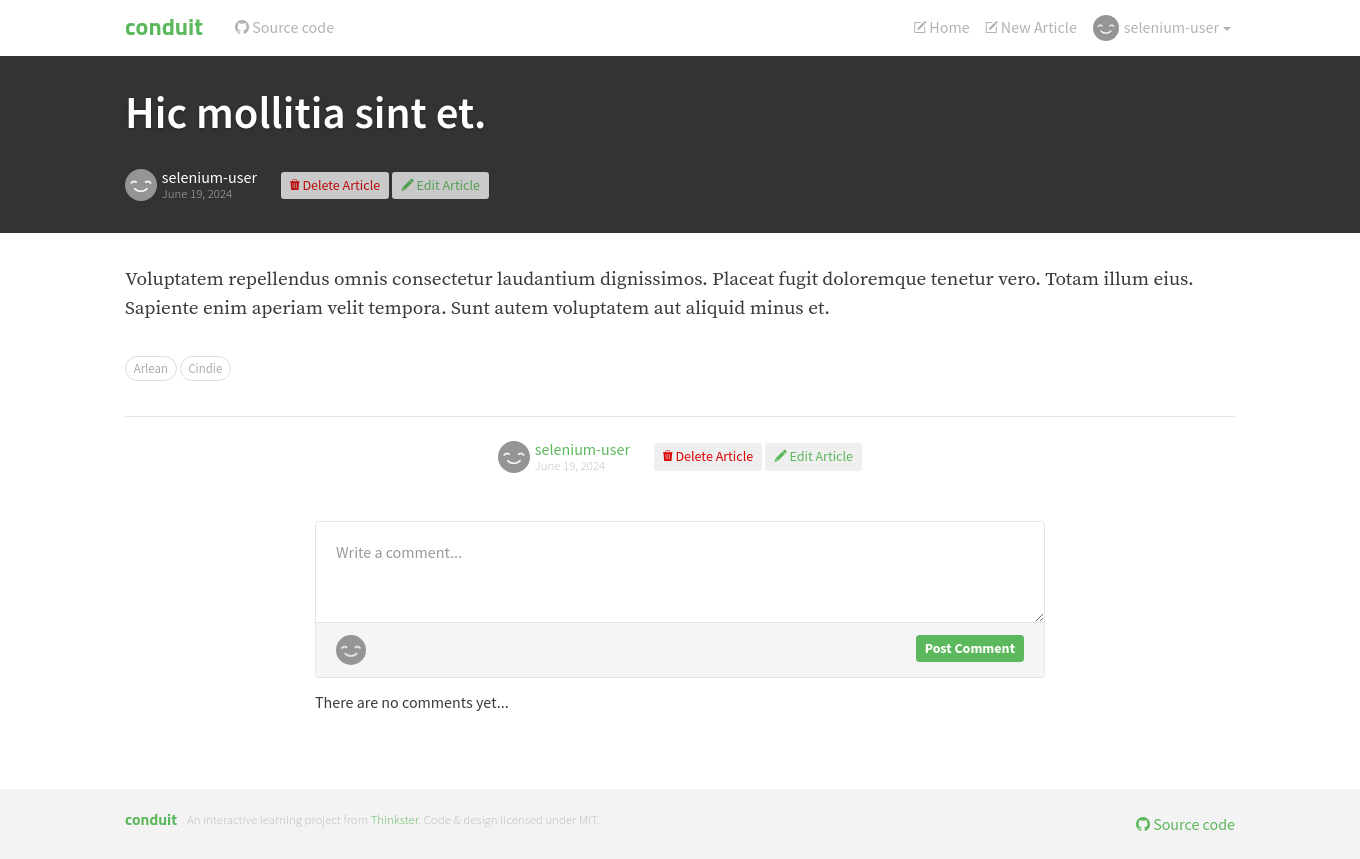 conduit Source code Home New Article selenium-user
Hic mollitia sint et.
selenium-user
June 19, 2024
Delete Article Edit Article
Voluptatem repellendus omnis consectetur laudantium dignissimos. Placeat fugit doloremque tenetur vero. Totam illum eius.
Sapiente enim aperiam velit tempora. Sunt autem voluptatem aut aliquid minus et.
Arlean Cindie
selenium-user
June 19, 2024
Delete Article Edit Article
Write a comment...
Post Comment
There are no comments yet...
conduit An interactive learning project from Thinkster. Code & design licensed under MIT.
Source code